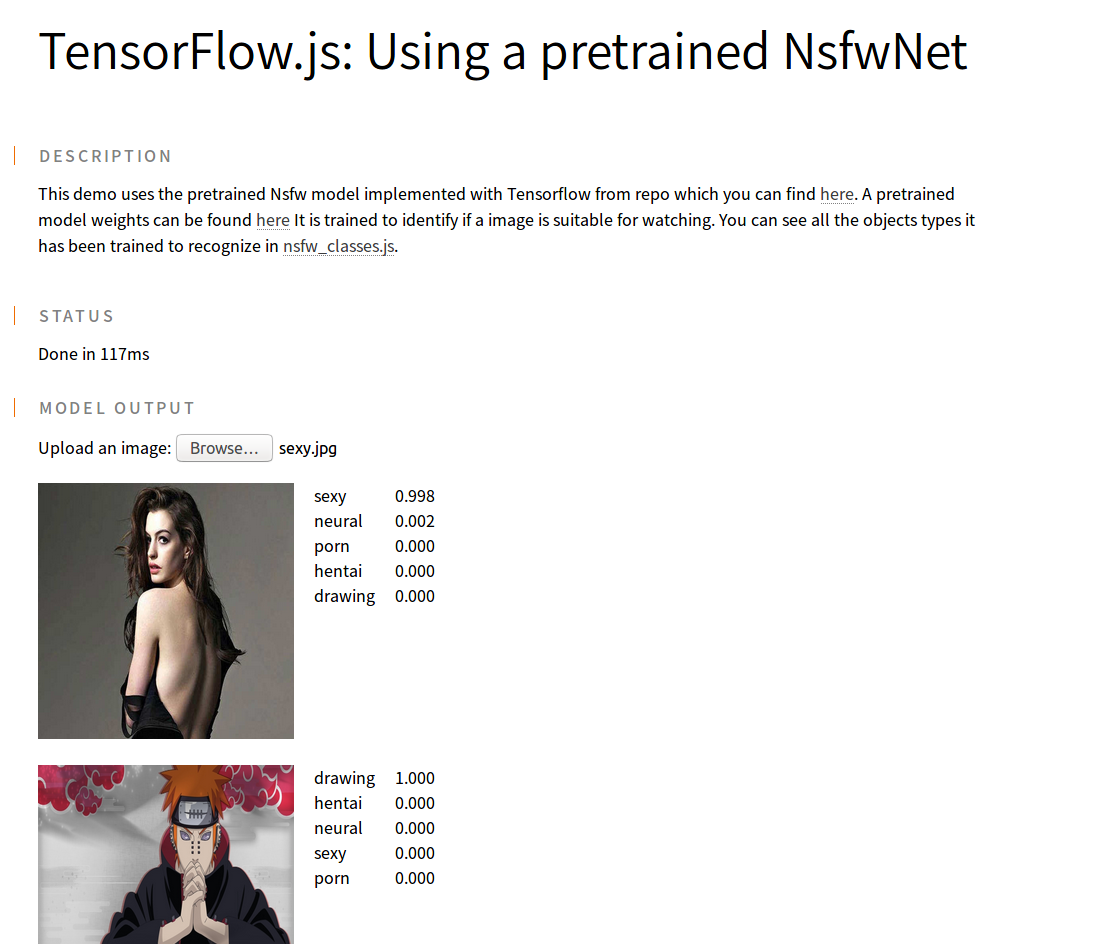 TensorFlow.js: Using a pretrained NsfwNet
DESCRIPTION
This demo uses the pretrained Nsfw model implemented with Tensorflow from repo which you can find here. A pretrained
model weights can be found here It is trained to identify if a image is suitable for watching. You can see all the objects types it
has been trained to recognize in nsfw_classes.js.
STATUS
Done in 117ms
MODEL OUTPUT
Upload an image: Browse... sexy.jpg
sexy 0.998
neural 0.002
porn 0.000
hentai 0.000
drawing 0.000
drawing 1.000
hentai 0.000
neural 0.000
sexy 0.000
porn 0.000